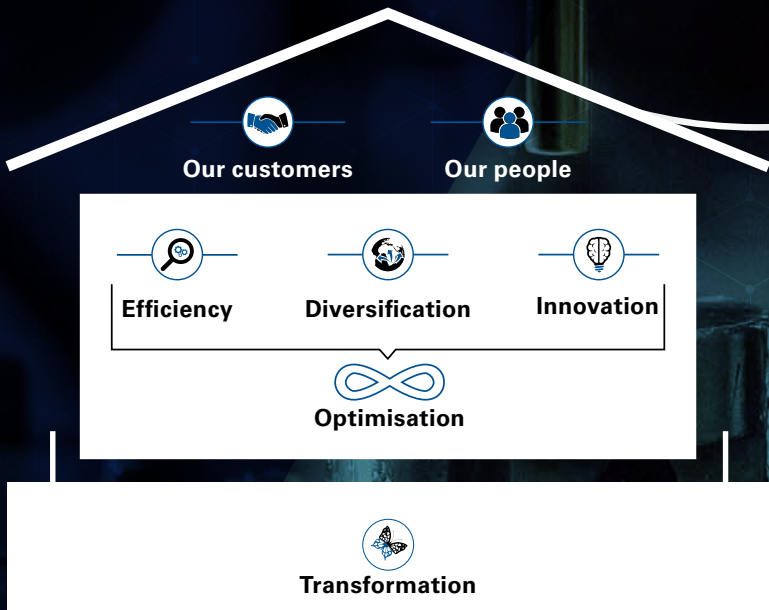 Our customers
Our people
Efficiency
Diversification
Innovation
Optimisation
Transformation